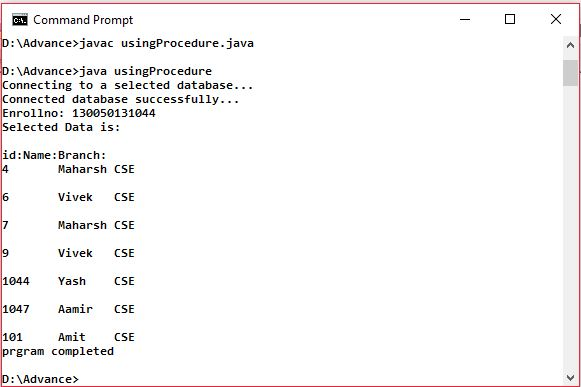 Command Prompt
D:\Advance>javac usingProcedure.java
D:\Advance>java usingProcedure
Connecting to a selected database...
Connected database successfully...
Enrollno: 130050131044
Selected Data is:
id:Name:Branch:
4 Maharsh CSE
6 Vivek CSE
7 Maharsh CSE
9 Vivek CSE
1044 Yash CSE
1047 Aamir CSE
101 Amit CSE
prgram completed
D:\Advance>